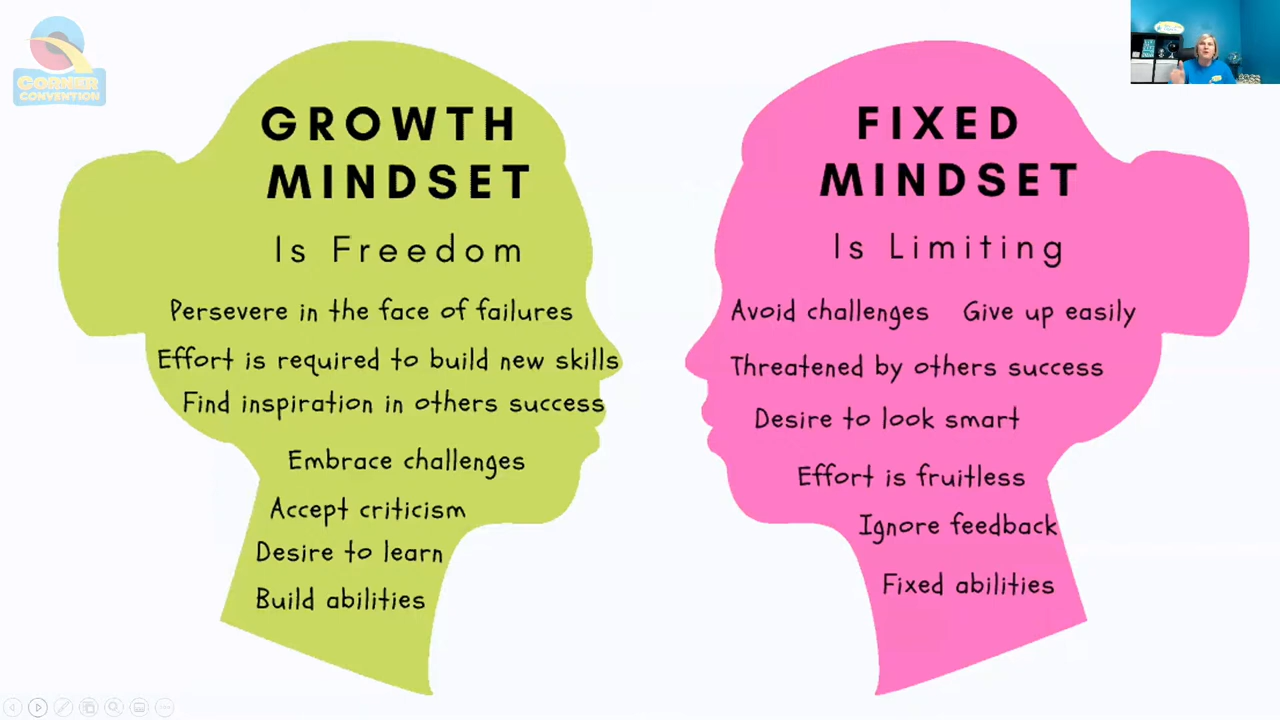 CORNER
CONVENTION
GROWTH
MINDSET
Is Freedom
Persevere in the face of failures
Effort is required to build new skills
Find inspiration in others success
Embrace challenges
Accept criticism
Desire to learn
Build abilities
FIXED
MINDSET
Is Limiting
Avoid challenges Give up easily
Threatened by others success
Desire to look smart
Effort is fruitless
Ignore feedback
Fixed abilities